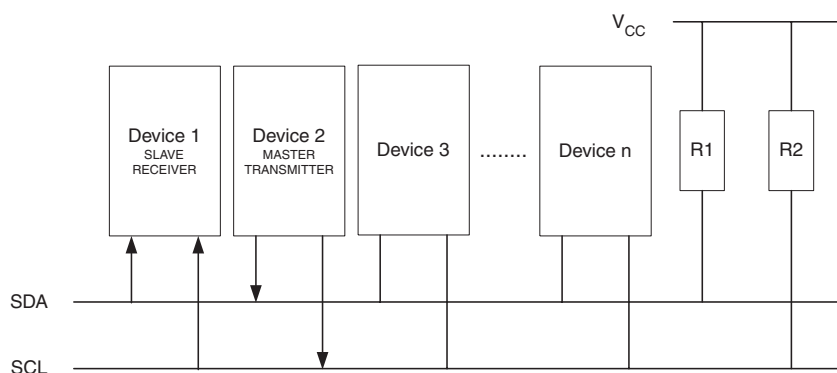 VCC
Device 1
SLAVE
RECEIVER
Device 2
MASTER
TRANSMITTER
Device 3
........
Device n
R1
R2
SDA
SCL